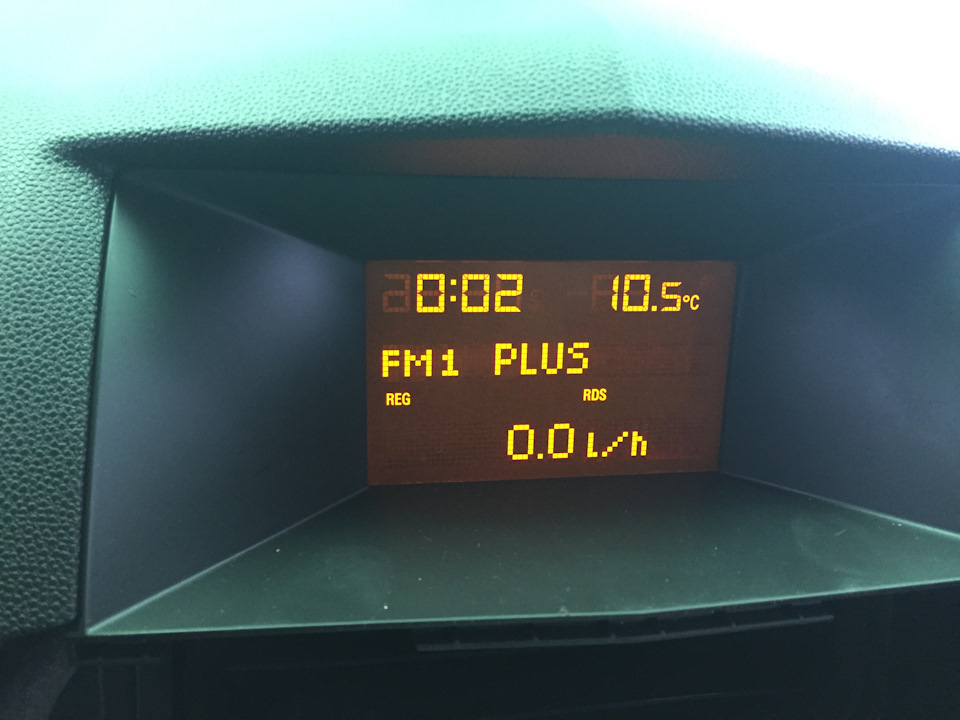 0:02 10.5°C
FM1 PLUS
REG RDS
0.0 L/h